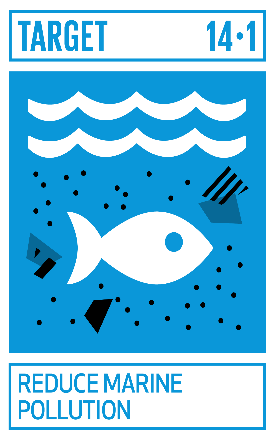 TARGET 14·1
REDUCE MARINE
POLLUTION